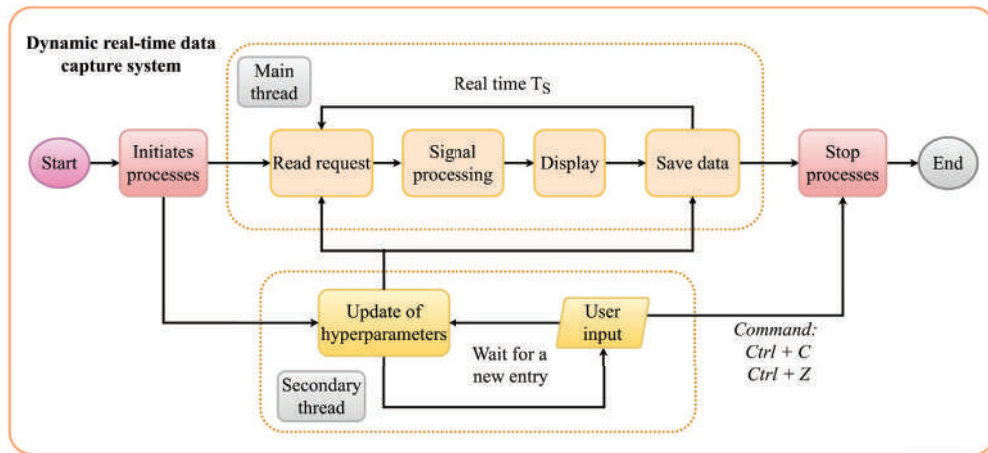 Dynamic real-time data
capture system
Main
thread
Real time T_S
Start
Initiates
processes
Read request
Signal
processing
Display
Save data
Stop
processes
End
Update of
hyperparameters
User
input
Wait for a
new entry
Secondary
thread
Command:
Ctrl + C
Ctrl + Z